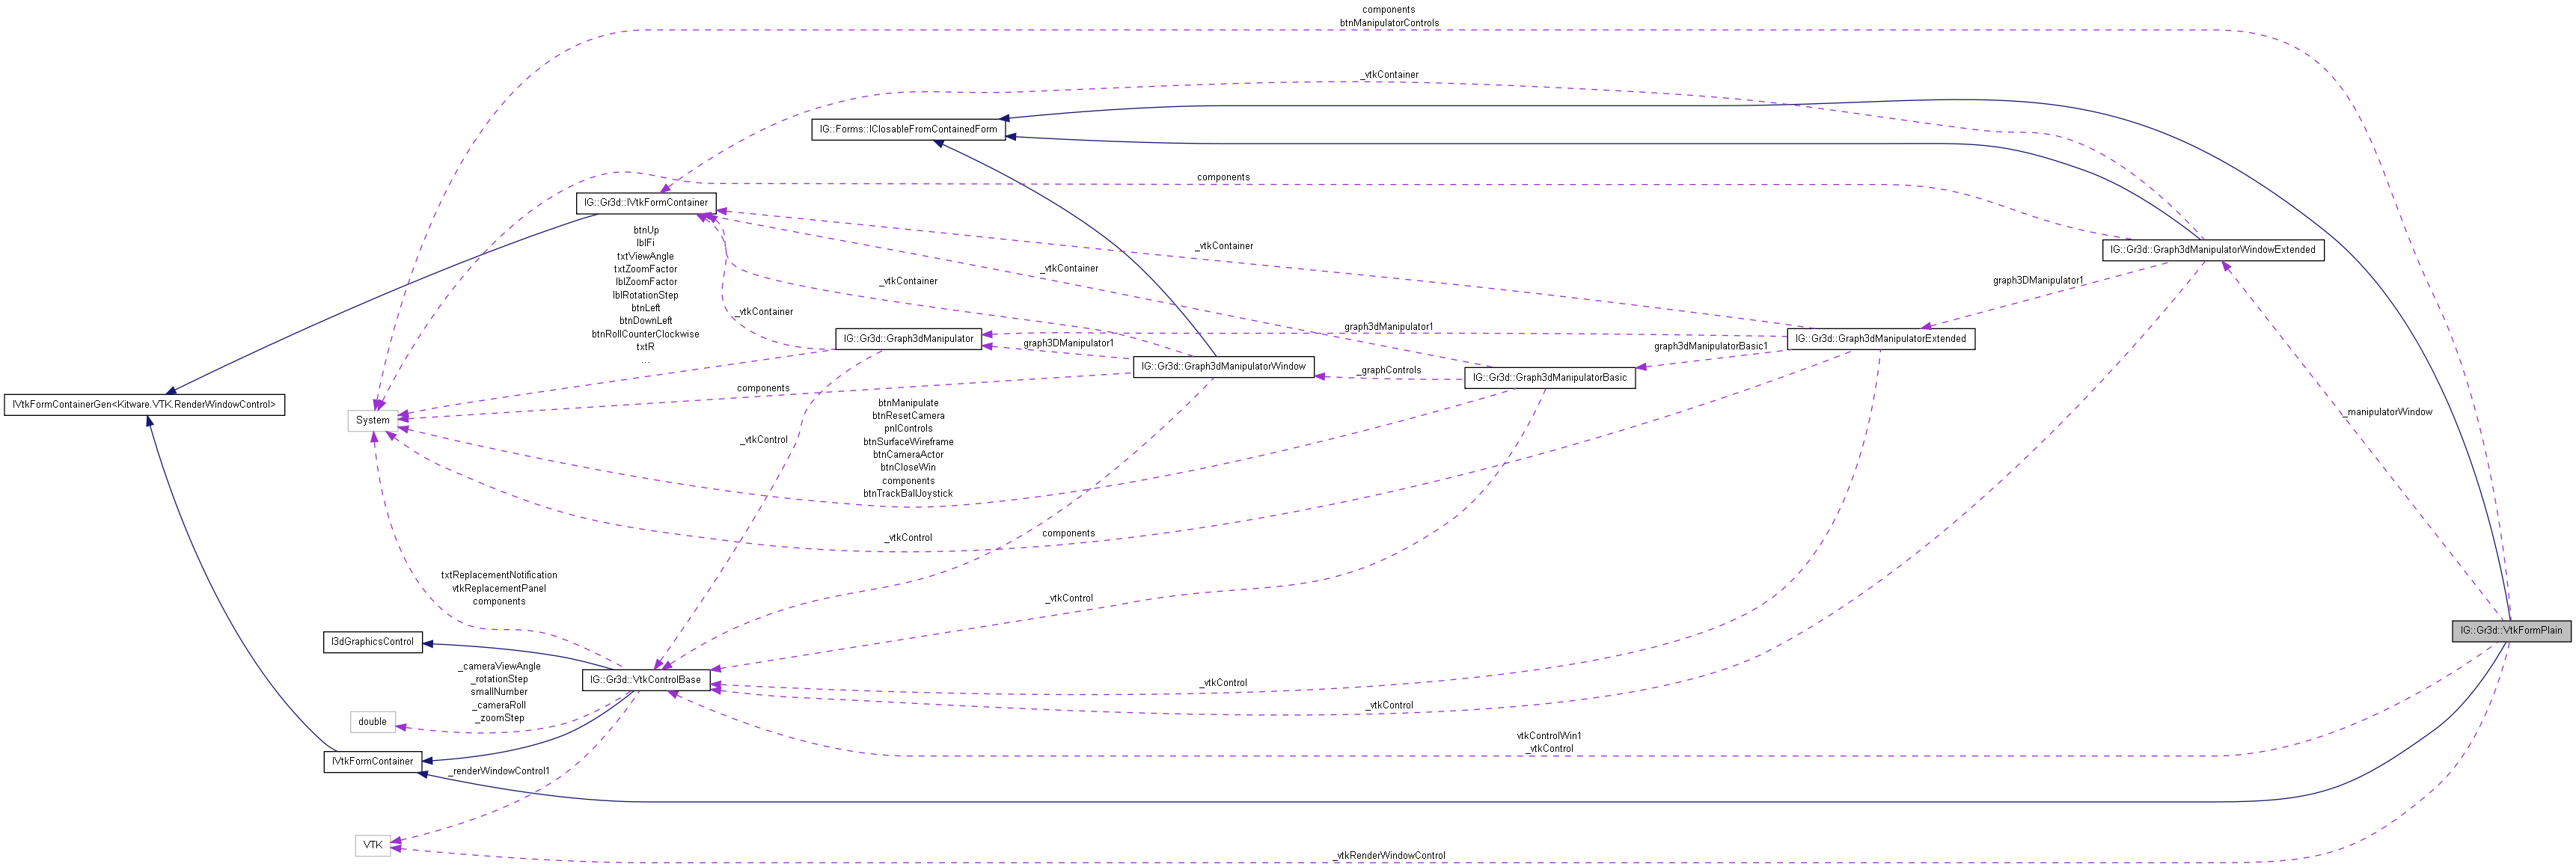 components
btnManipulatorControls
_vtkContainer
IG::Forms::IClosableFromContainedForm
components
IG::Gr3d::IVtkFormContainer
btnUp
lblFi
txtViewAngle
txtZoomFactor
lblZoomFactor
lblRotationStep
btnLeft
btnDownLeft
btnRollCounterClockwise
txtR
...
_vtkContainer
IG::Gr3d::Graph3dManipulatorWindowExtended
_vtkContainer
_vtkContainer
graph3DManipulator1
_vtkContainer
IG::Gr3d::Graph3dManipulator
graph3dManipulator1
graph3DManipulator1
IG::Gr3d::Graph3dManipulatorExtended
graph3dManipulatorBasic1
IG::Gr3d::Graph3dManipulatorWindow
_graphControls
IG::Gr3d::Graph3dManipulatorBasic
components
IVtkFormContainerGen<Kitware.VTK.RenderWindowControl>
System
btnManipulate
btnResetCamera
pnlControls
btnSurfaceWireframe
btnCameraActor
btnCloseWin
components
btnTrackBallJoystick
_vtkControl
_manipulatorWindow
_vtkControl
components
txtReplacementNotification
vtkReplacementPanel
components
_vtkControl
I3dGraphicsControl
IG::Gr3d::VtkFormPlain
_cameraViewAngle
_rotationStep
smallNumber
_cameraRoll
_zoomStep
IG::Gr3d::VtkControlBase
_vtkControl
_vtkControl
double
vtkControlWin1
_vtkControl
IVtkFormContainer
_renderWindowControl1
VTK
_vtkRenderWindowControl